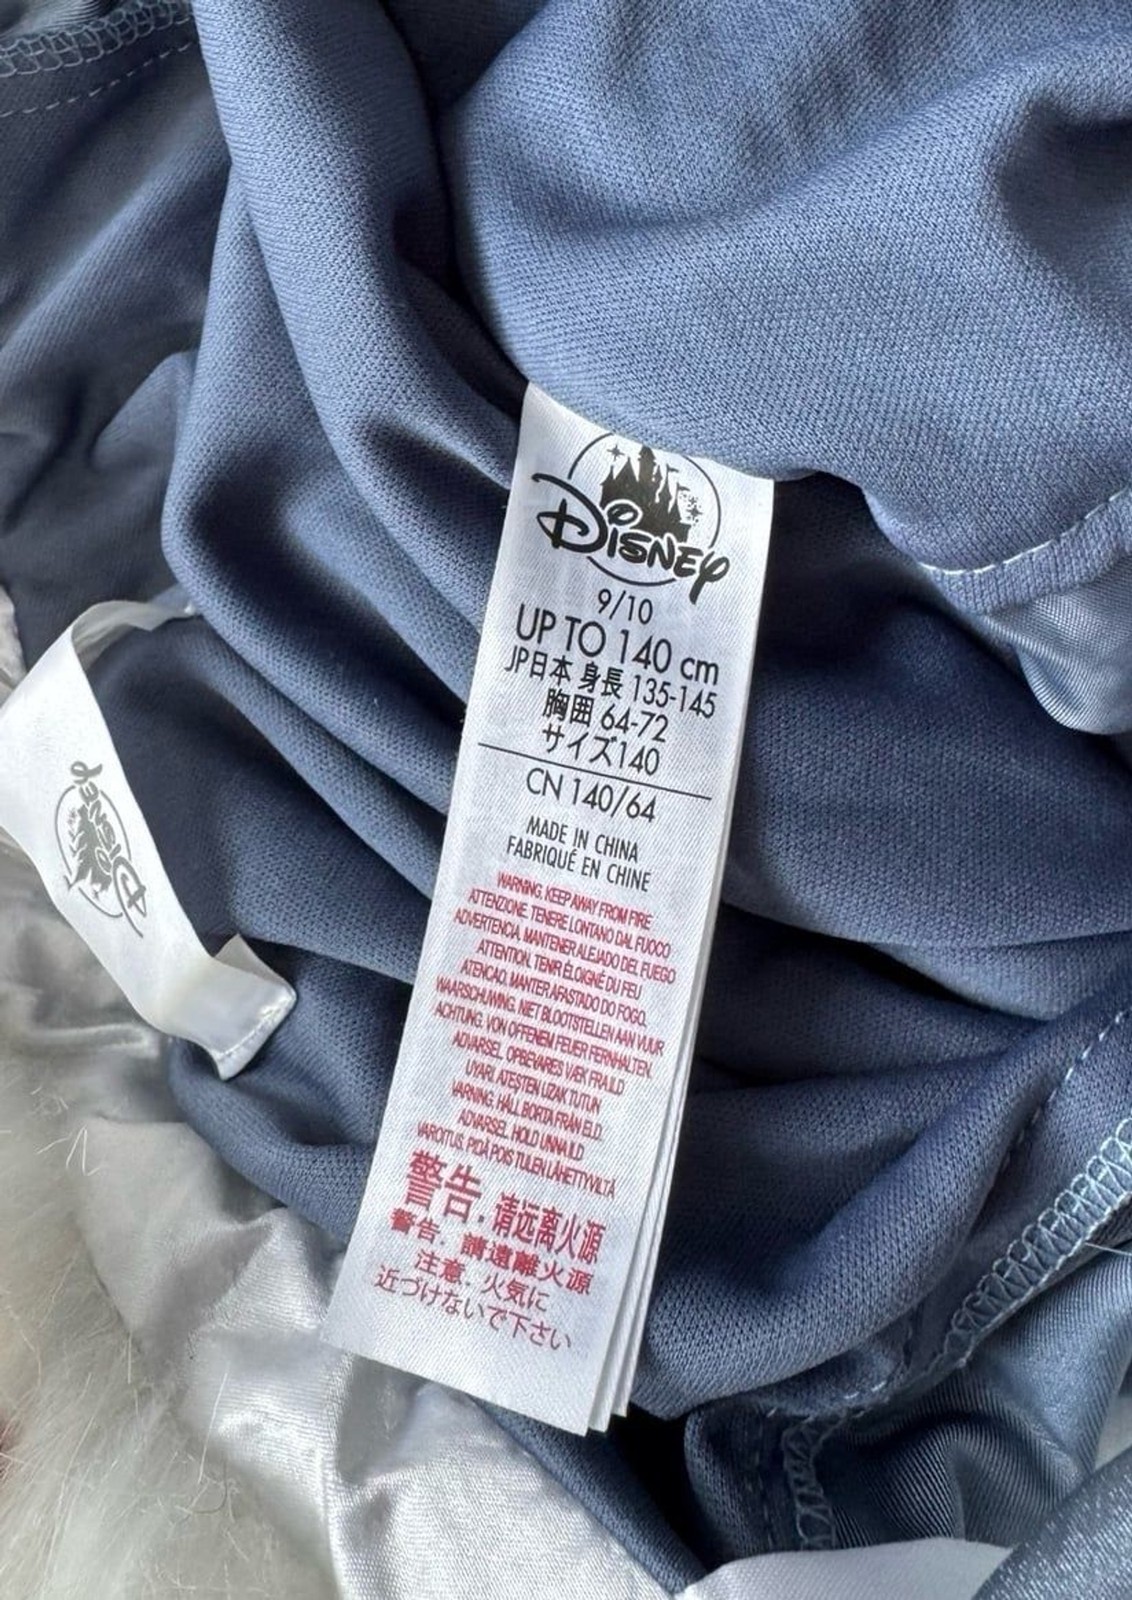 Disney
9/10
UP TO 140 cm
JP日本 身長 135-145
胸囲 64-72
サイズ140
CN 140/64
MADE IN CHINA
FABRIQUÉ EN CHINE
WARNING. KEEP AWAY FROM FIRE
ATTENZIONE. TENERE LONTANO DAL FUOCO
ADVERTENCIA. MANTENER ALEJADO DEL FUEGO
ATTENTION. TENIR ÉLOIGNÉ DU FEU
ATENCAO. MANTER AFASTADO DO FOGO.
WAARSCHUWING. NIET BLOOTSTELLEN AAN VUUR
ACHTUNG. VON OFFENEM FEUER FERNHALTEN.
ADVARSEL. OPBEVARES VÆK FRA ILD
UYARI. ATESTEN UZAK TUTUN
VARNING. HÅLL BORTA FRÅN ELD.
ADVARSEL. HOLD UNNA ILD
VAROITUS. PIDÄ POIS TULEN LÄHETTYVILTÄ
警告. 请远离火源
警告. 請遠離火源
注意. 火気に
近づけないで下さい
Disney